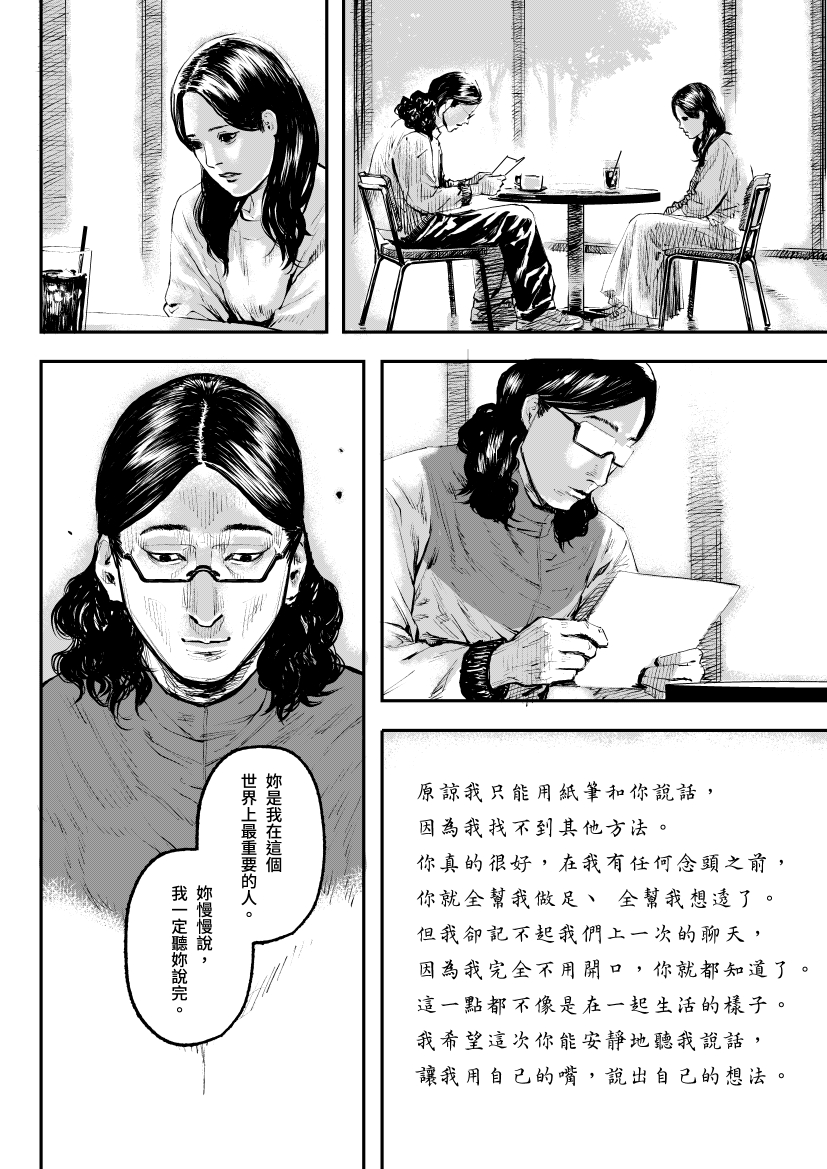 原諒我只能用紙筆和你說話，
因為我找不到其他方法。
你真的很好，在我有任何念頭之前，
你就全幫我做足、 全幫我想透了。
但我卻記不起我們上一次的聊天，
因為我完全不用開口，你就都知道了。
這一點都不像是在一起生活的樣子。
我希望這次你能安靜地聽我說話，
讓我用自己的嘴，說出自己的想法。
妳是我在這個
世界上最重要的人。
妳慢慢說，
我一定聽妳說完。